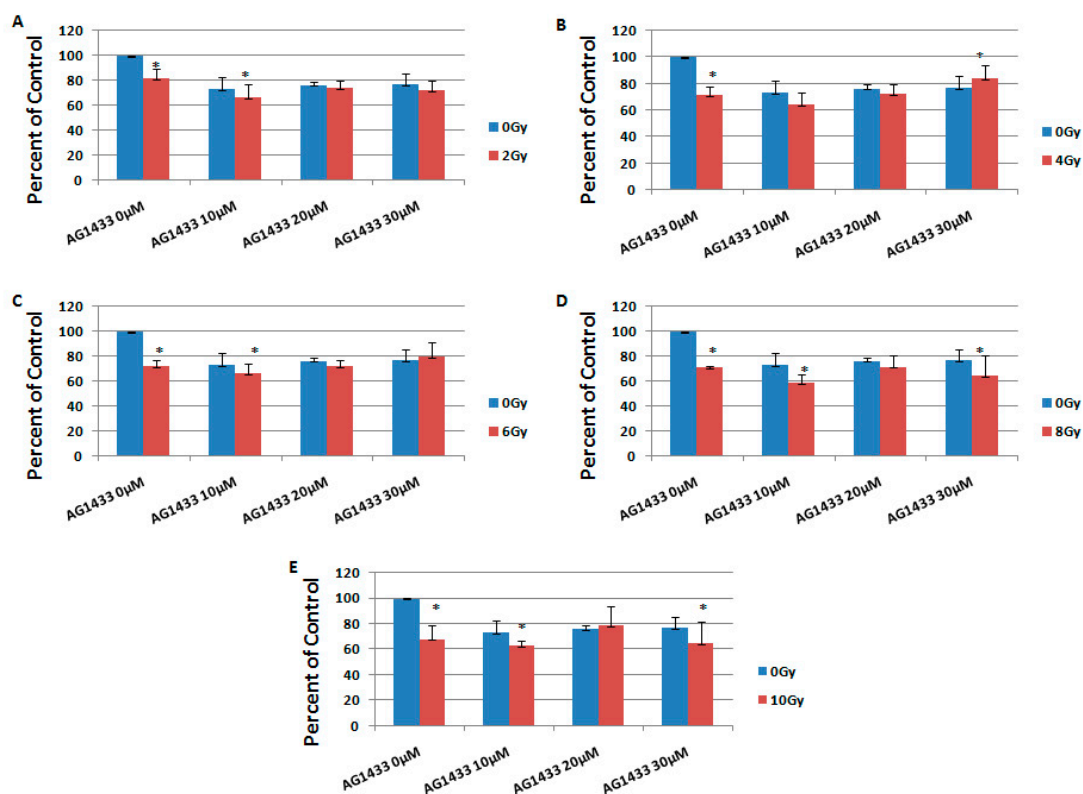 A
Percent of Control
120
100
80
60
40
20
0
*
*
AG1433 0µM
AG1433 10µM
AG1433 20µM
AG1433 30µM
0Gy
2Gy
B
Percent of Control
120
100
80
60
40
20
0
*
*
AG1433 0µM
AG1433 10µM
AG1433 20µM
AG1433 30µM
0Gy
4Gy
C
Percent of Control
120
100
80
60
40
20
0
*
*
AG1433 0µM
AG1433 10µM
AG1433 20µM
AG1433 30µM
0Gy
6Gy
D
Percent of Control
120
100
80
60
40
20
0
*
*
*
AG1433 0µM
AG1433 10µM
AG1433 20µM
AG1433 30µM
0Gy
8Gy
E
Percent of Control
120
100
80
60
40
20
0
*
*
*
AG1433 0µM
AG1433 10µM
AG1433 20µM
AG1433 30µM
0Gy
10Gy